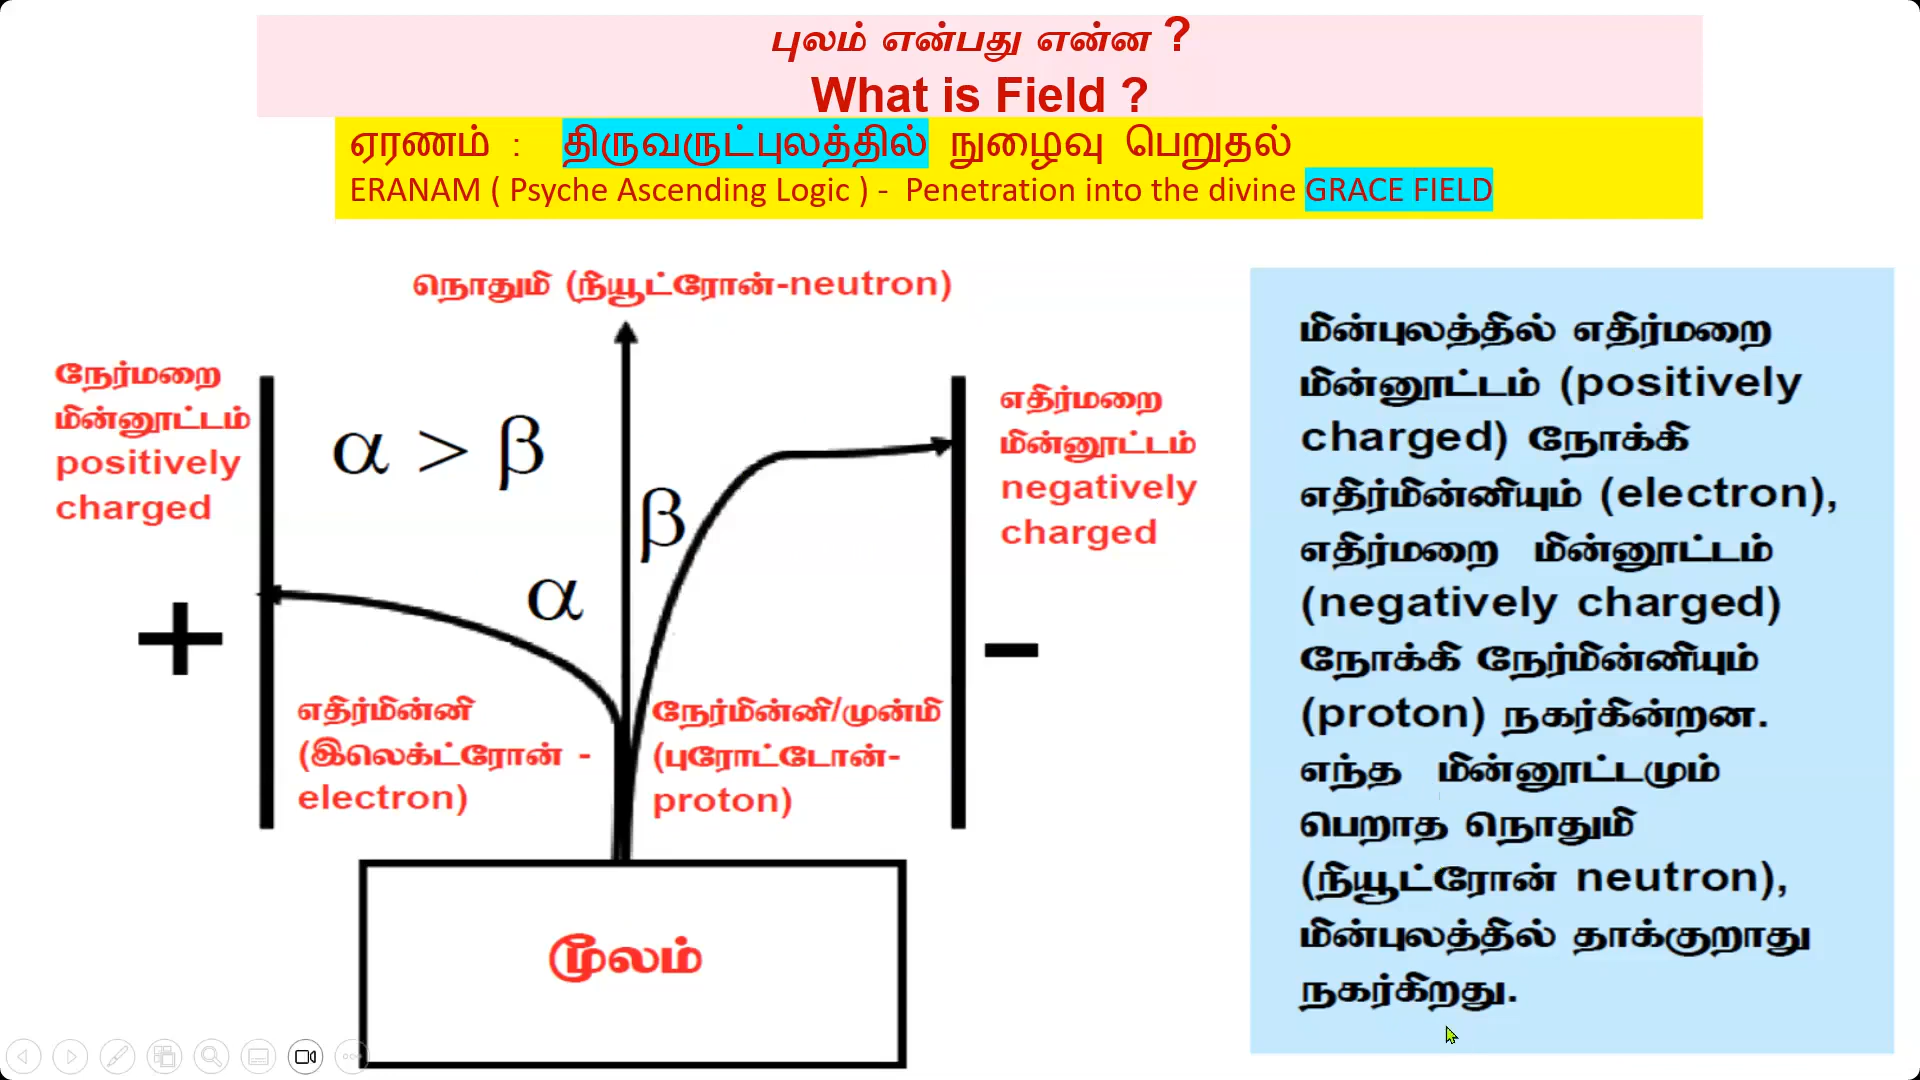 புலம் என்பது என்ன ?
What is Field ?
ஏரணம் : திருவருட்புலத்தில் நுழைவு பெறுதல்
ERANAM ( Psyche Ascending Logic ) - Penetration into the divine GRACE FIELD
நொதுமி (நியூட்ரோன்-neutron)
நேர்மறை
மின்னூட்டம்
positively
charged
α > β
β
α
எதிர்மறை
மின்னூட்டம்
negatively
charged
+
–
எதிர்மின்னி
(இலெக்ட்ரோன் -
electron)
நேர்மின்னி/முன்மி
(புரோட்டோன்-
proton)
மூலம்
மின்புலத்தில் எதிர்மறை
மின்னூட்டம் (positively
charged) நோக்கி
எதிர்மின்னியும் (electron),
எதிர்மறை மின்னூட்டம்
(negatively charged)
நோக்கி நேர்மின்னியும்
(proton) நகர்கின்றன.
எந்த மின்னூட்டமும்
பெறாத நொதுமி
(நியூட்ரோன் neutron),
மின்புலத்தில் தாக்குறாது
நகர்கிறது.